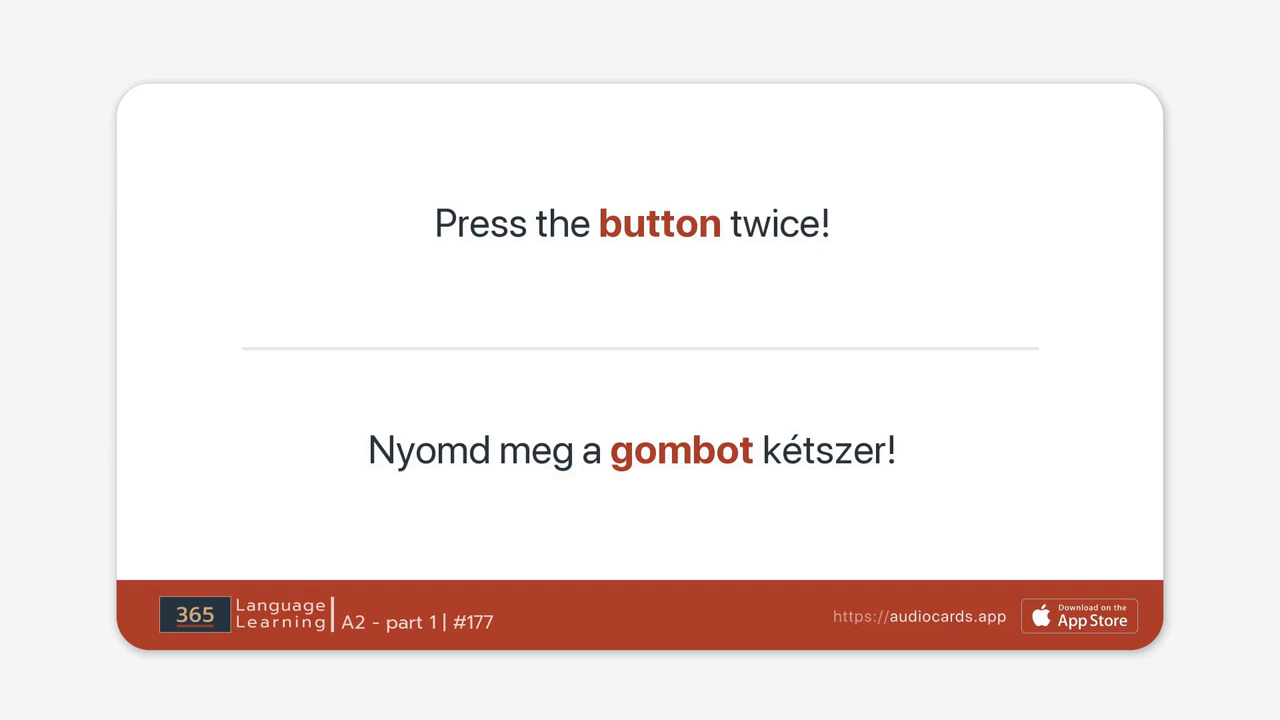 Press the button twice!
Nyomd meg a gombot kétszer!
365
Language
Learning
A2 - part 1 | #177
https://audiocards.app
Download on the
App Store